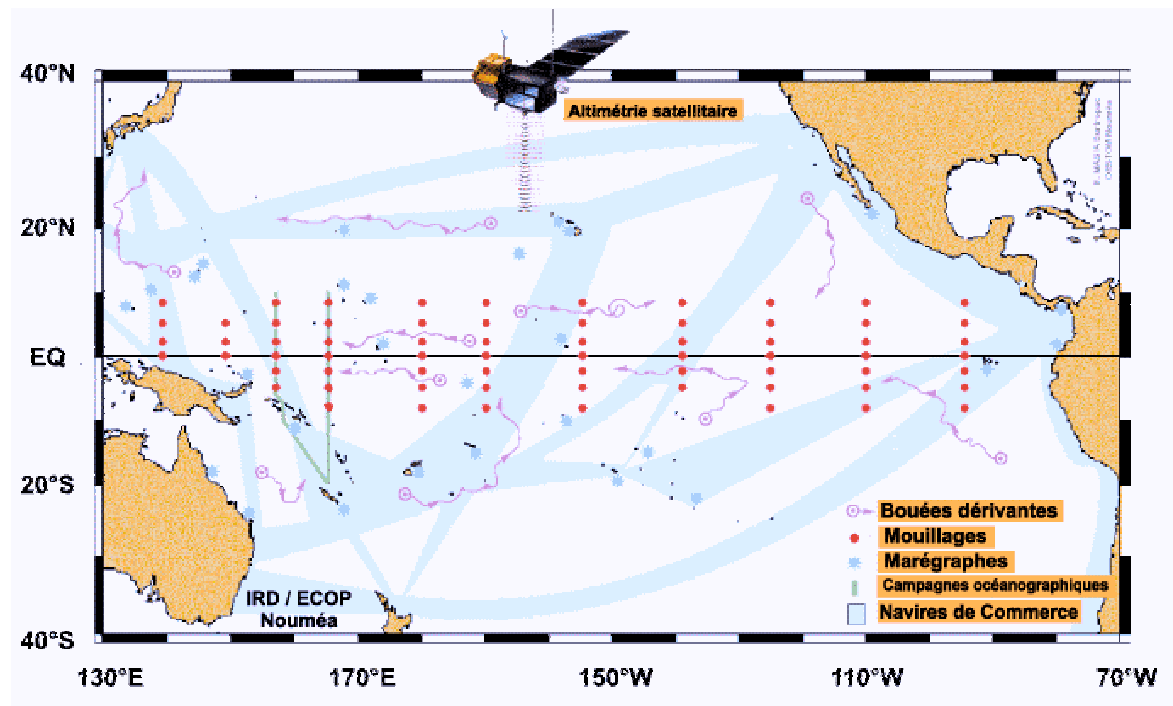 40°N
Altimétrie satellitaire
20°N
EQ
20°S
Bouées dérivantes
Mouillages
Marégraphes
Campagnes océanographiques
IRD / ECOP
Nouméa
Navires de Commerce
40°S
130°E
170°E
150°W
110°W
70°W